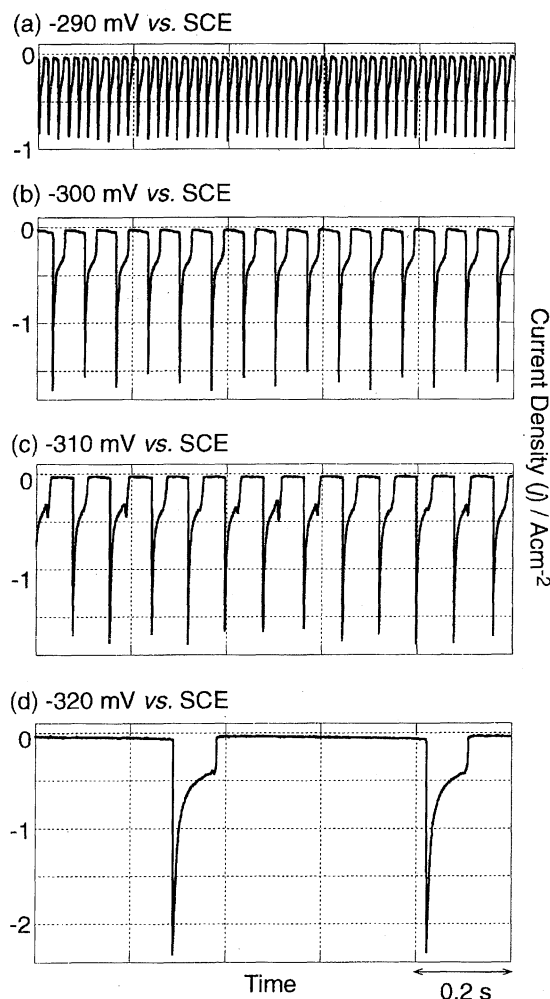 (a) -290 mV vs. SCE
0
-1
(b) -300 mV vs. SCE
0
-1
(c) -310 mV vs. SCE
0
-1
(d) -320 mV vs. SCE
0
-1
-2
Time
0.2 s
Current Density (j) / Acm-2